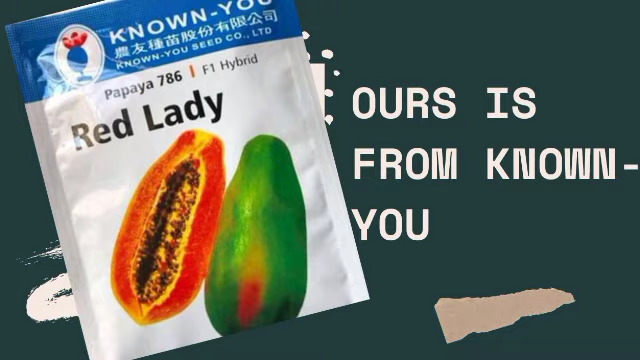 KNOWN-YOU
農友種苗股份有限公司
KNOWN-YOU SEED CO., LTD
Papaya 786 | F1 Hybrid
Red Lady
OURS IS
FROM KNOWN-
YOU